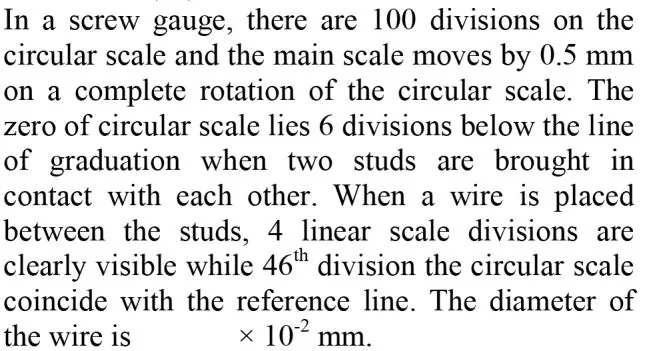 In a screw gauge, there are 100 divisions on the
circular scale and the main scale moves by 0.5 mm
on a complete rotation of the circular scale. The
zero of circular scale lies 6 divisions below the line
of graduation when two studs are brought in
contact with each other. When a wire is placed
between the studs, 4 linear scale divisions are
clearly visible while 46th division the circular scale
coincide with the reference line. The diameter of
the wire is × 10-2 mm.